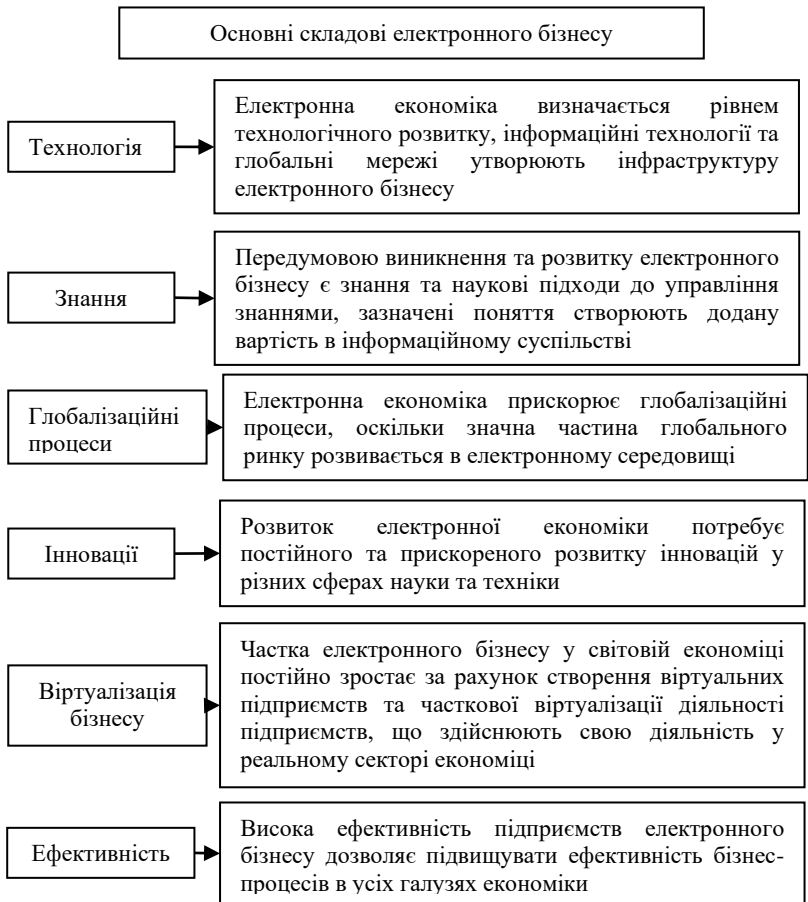 Основні складові електронного бізнесу
Технологія
Електронна економіка визначається рівнем
технологічного розвитку, інформаційні технології та
глобальні мережі утворюють інфраструктуру
електронного бізнесу
Знання
Передумовою виникнення та розвитку електронного
бізнесу є знання та наукові підходи до управління
знаннями, зазначені поняття створюють додану
вартість в інформаційному суспільстві
Глобалізаційні
процеси
Електронна економіка прискорює глобалізаційні
процеси, оскільки значна частина глобального
ринку розвивається в електронному середовищі
Інновації
Розвиток електронної економіки потребує
постійного та прискореного розвитку інновацій у
різних сферах науки та техніки
Віртуалізація
бізнесу
Частка електронного бізнесу у світовій економіці
постійно зростає за рахунок створення віртуальних
підприємств та часткової віртуалізації діяльності
підприємств, що здійснюють свою діяльність у
реальному секторі економіці
Ефективність
Висока ефективність підприємств електронного
бізнесу дозволяє підвищувати ефективність бізнес-
процесів в усіх галузях економіки